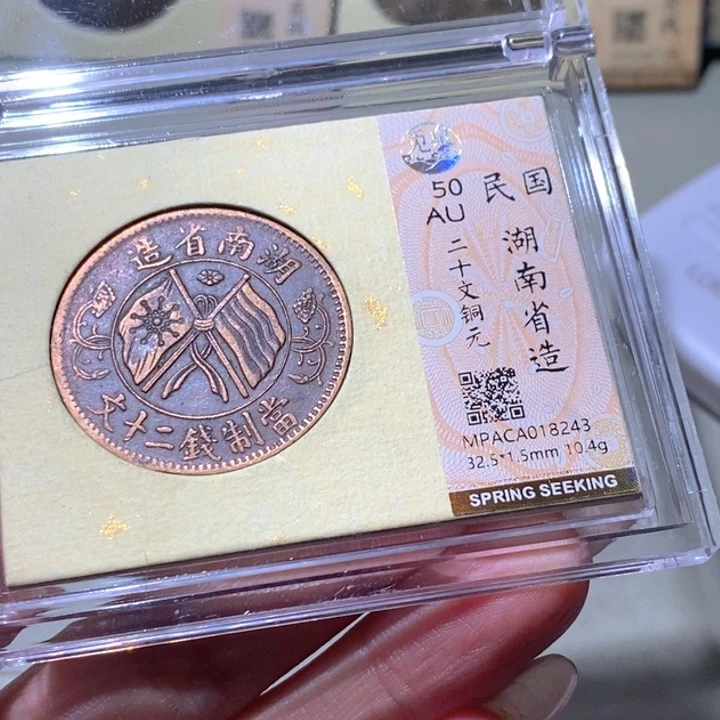 湖南省造
當制錢二十文
50
AU
民国
湖南省造
二十文铜元
MPACA018243
32.5*1.5mm 10.4g
SPRING SEEKING